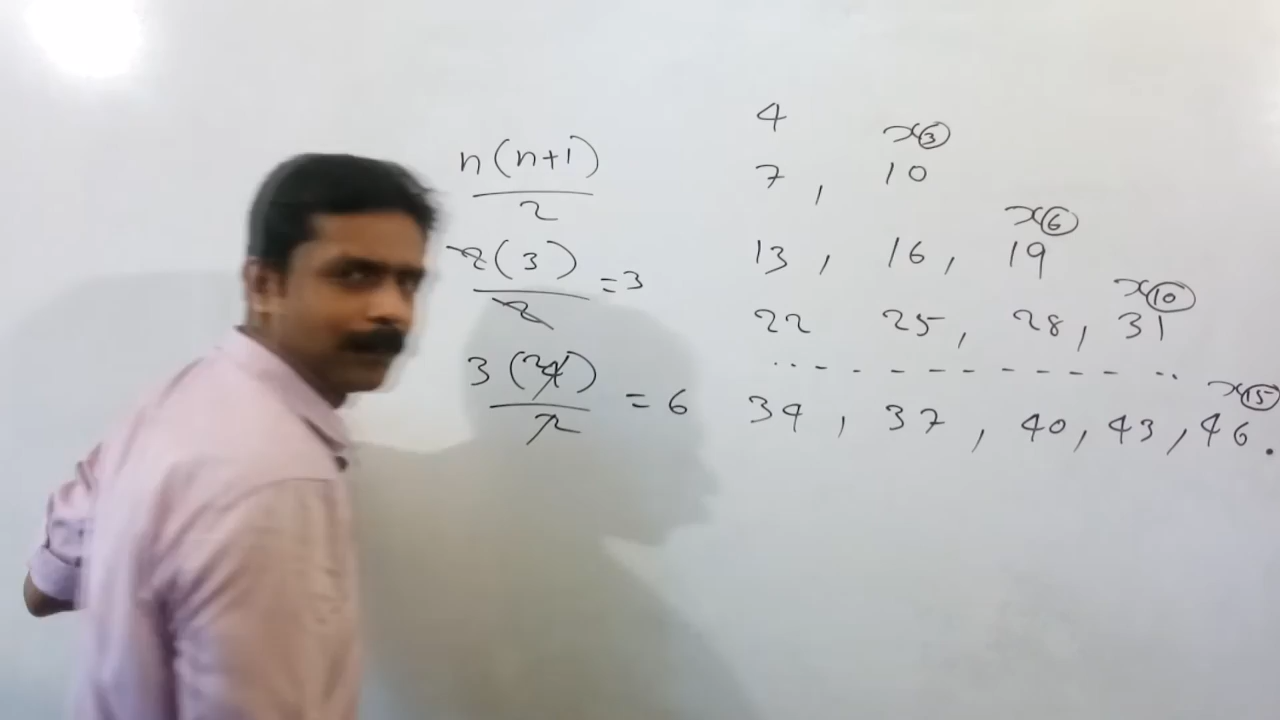 n(n+1)
2
2(3) = 3
2
3(24) = 6
2
4
x3
7 , 10
x6
13 , 16 , 19
x10
22 25 , 28 , 31
x15
34 , 37 , 40 , 43 , 46 .